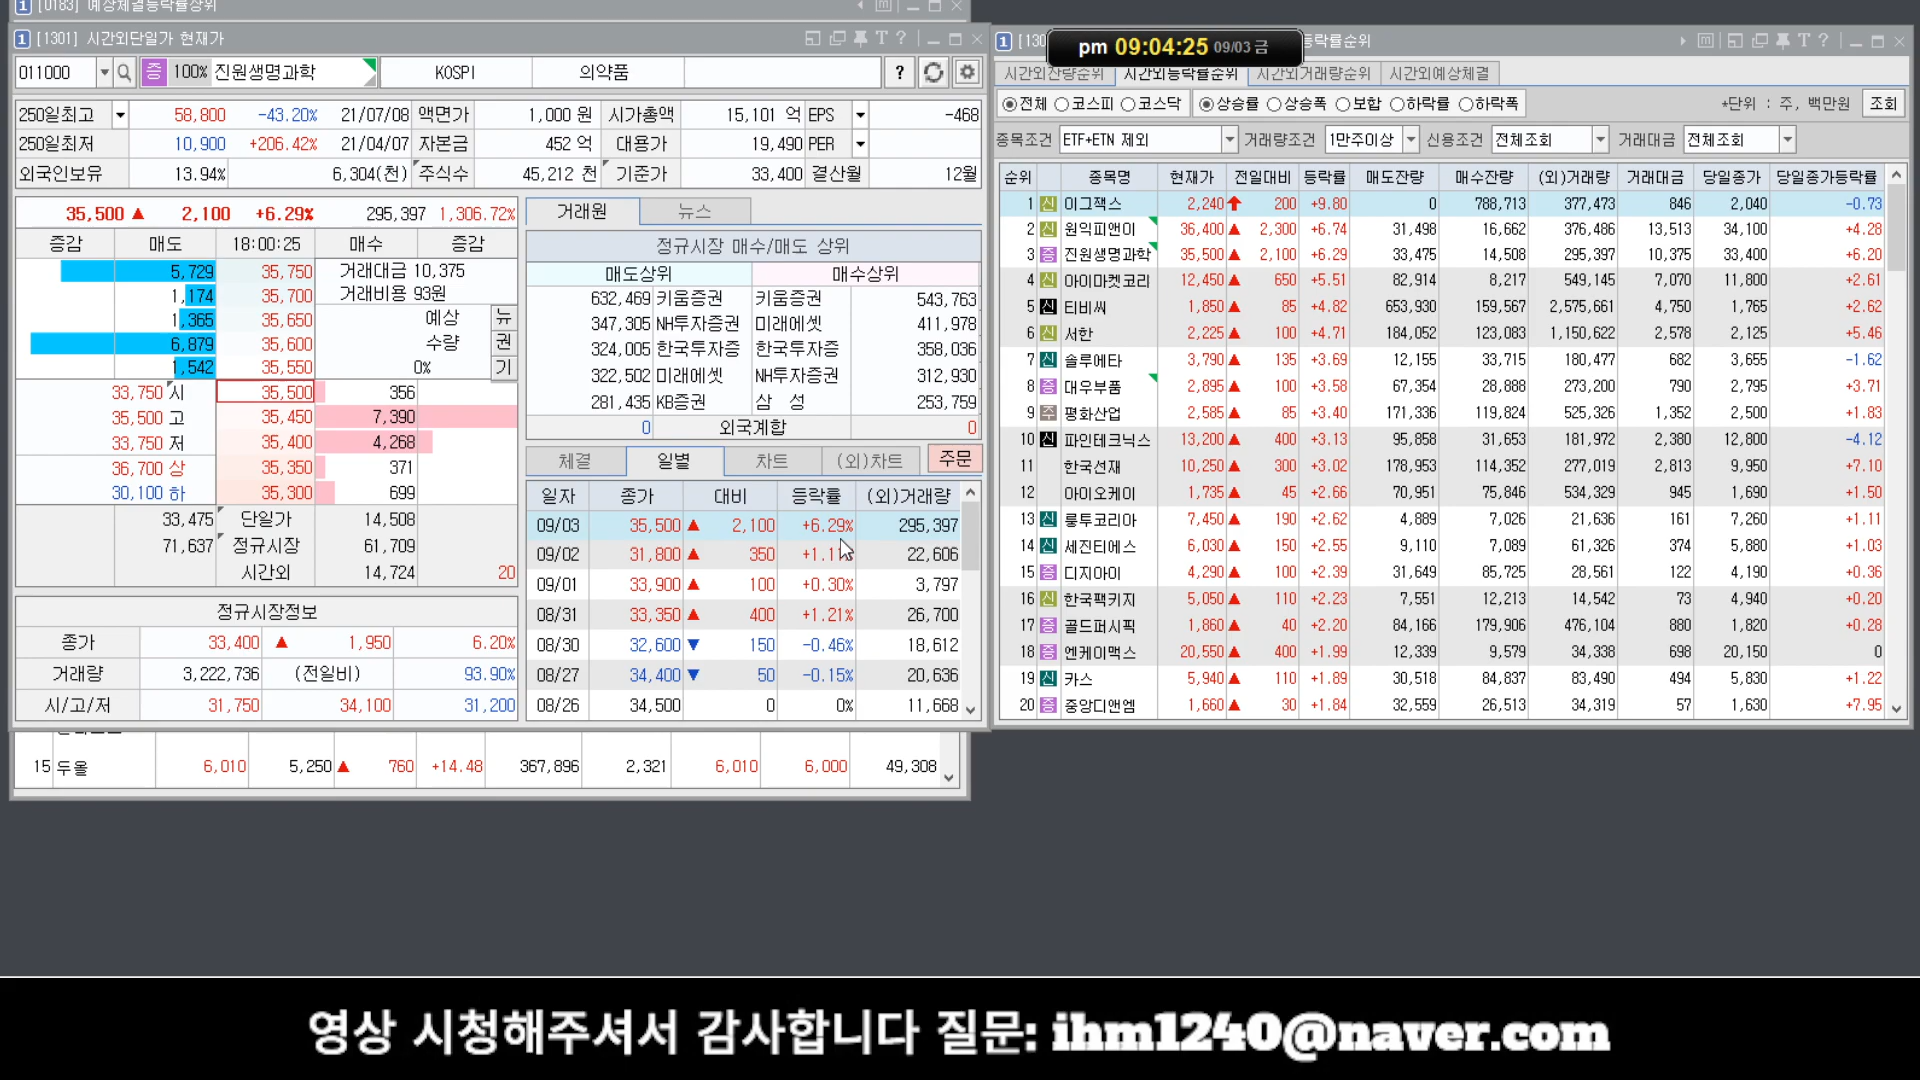 1 [0183] 예상체결등락률상위
1 [1301] 시간외단일가 현재가
011000 증 100% 진원생명과학 KOSPI 의약품 ?
250일최고 58,800 -43.20% 21/07/08 액면가 1,000 원 시가총액 15,101 억 EPS -468
250일최저 10,900 +206.42% 21/04/07 자본금 452 억 대용가 19,490 PER
외국인보유 13.94% 6,304(천) 주식수 45,212 천 기준가 33,400 결산월 12월
35,500 ▲ 2,100 +6.29% 295,397 1,306.72%
증감 매도 18:00:25 매수 증감
5,729 35,750 거래대금 10,375
1,174 35,700 거래비용 93원
1,365 35,650 예상 뉴
6,879 35,600 수량 권
1,542 35,550 0% 기
33,750 시 35,500 356
35,500 고 35,450 7,390
33,750 저 35,400 4,268
36,700 상 35,350 371
30,100 하 35,300 699
33,475 단일가 14,508
71,637 정규시장 61,709
시간외 14,724 20
정규시장정보
종가 33,400 ▲ 1,950 6.20%
거래량 3,222,736 (전일비) 93.90%
시/고/저 31,750 34,100 31,200
거래원 뉴스
정규시장 매수/매도 상위
매도상위 매수상위
632,469 키움증권 키움증권 543,763
347,305 NH투자증권 미래에셋 411,978
324,005 한국투자증 한국투자증 358,036
322,502 미래에셋 NH투자증권 312,930
281,435 KB증권 삼 성 253,759
0 외국계합 0
체결 일별 차트 (외)차트 주문
일자 종가 대비 등락률 (외)거래량
09/03 35,500 ▲ 2,100 +6.29% 295,397
09/02 31,800 ▲ 350 +1.1 22,606
09/01 33,900 ▲ 100 +0.30% 3,797
08/31 33,350 ▲ 400 +1.21% 26,700
08/30 32,600 ▼ 150 -0.46% 18,612
08/27 34,400 ▼ 50 -0.15% 20,636
08/26 34,500 0 0% 11,668
15 두올 6,010 5,250 ▲ 760 +14.48 367,896 2,321 6,010 6,000 49,308
1 [130 등락률순위
pm 09:04:25 09/03 금
시간외잔량순위 시간외등락률순위 시간외거래량순위 시간외예상체결
전체 코스피 코스닥 상승률 상승폭 보합 하락률 하락폭 *단위 : 주, 백만원 조회
종목조건 ETF+ETN 제외 거래량조건 1만주이상 신용조건 전체조회 거래대금 전체조회
순위 종목명 현재가 전일대비 등락률 매도잔량 매수잔량 (외)거래량 거래대금 당일종가 당일종가등락률
1 신 이그잭스 2,240 ↑ 200 +9.80 0 788,713 377,473 846 2,040 -0.73
2 신 원익피앤이 36,400 ▲ 2,300 +6.74 31,498 16,662 376,486 13,513 34,100 +4.28
3 증 진원생명과학 35,500 ▲ 2,100 +6.29 33,475 14,508 295,397 10,375 33,400 +6.20
4 신 아이마켓코리 12,450 ▲ 650 +5.51 82,914 8,217 549,145 7,070 11,800 +2.61
5 신 티비씨 1,850 ▲ 85 +4.82 653,930 159,567 2,575,661 4,750 1,765 +2.62
6 신 서한 2,225 ▲ 100 +4.71 184,052 123,083 1,150,622 2,578 2,125 +5.46
7 신 솔루에타 3,790 ▲ 135 +3.69 12,155 33,715 180,477 682 3,655 -1.62
8 증 대우부품 2,895 ▲ 100 +3.58 67,354 28,888 273,200 790 2,795 +3.71
9 주 평화산업 2,585 ▲ 85 +3.40 171,336 119,824 525,326 1,352 2,500 +1.83
10 신 파인테크닉스 13,200 ▲ 400 +3.13 95,858 31,653 181,972 2,380 12,800 -4.12
11 한국선재 10,250 ▲ 300 +3.02 178,953 114,352 277,019 2,813 9,950 +7.10
12 아이오케이 1,735 ▲ 45 +2.66 70,951 75,846 534,329 945 1,690 +1.50
13 신 룽투코리아 7,450 ▲ 190 +2.62 4,889 7,026 21,636 161 7,260 +1.11
14 신 세진티에스 6,030 ▲ 150 +2.55 9,110 7,089 61,326 374 5,880 +1.03
15 증 디지아이 4,290 ▲ 100 +2.39 31,649 85,725 28,561 122 4,190 +0.36
16 신 한국팩키지 5,050 ▲ 110 +2.23 7,551 12,213 14,542 73 4,940 +0.20
17 증 골드퍼시픽 1,860 ▲ 40 +2.20 84,166 179,906 476,104 880 1,820 +0.28
18 증 엔케이맥스 20,550 ▲ 400 +1.99 12,339 9,579 34,338 698 20,150 0
19 신 카스 5,940 ▲ 110 +1.89 30,518 84,837 83,490 494 5,830 +1.22
20 증 중앙디앤엠 1,660 ▲ 30 +1.84 32,559 26,513 34,319 57 1,630 +7.95
영상 시청해주셔서 감사합니다 질문: ihm1240@naver.com